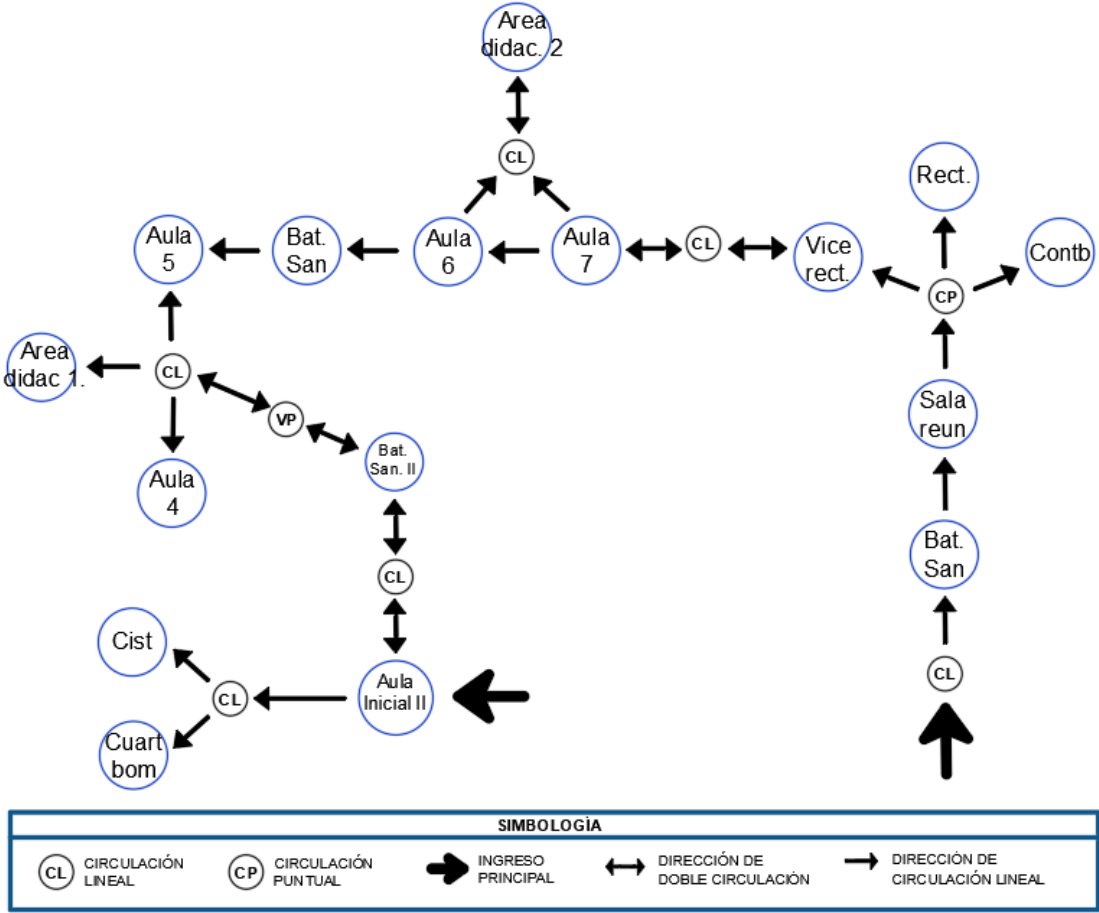 Area
didac. 2
CL
Rect.
Aula
5
Bat.
San
Aula
6
Aula
7
CL
Vice
rect.
Contb
CP
Area
didac 1.
CL
VP
Sala
reun
Bat.
San. II
Aula
4
Bat.
San
CL
Cist
CL
Aula
Inicial II
CL
Cuart
bom
SIMBOLOGÌA
CL
CIRCULACIÓN
LINEAL
CP
CIRCULACIÓN
PUNTUAL
INGRESO
PRINCIPAL
DIRECCIÓN DE
DOBLE CIRCULACIÓN
DIRECCIÓN DE
CIRCULACIÓN LINEAL